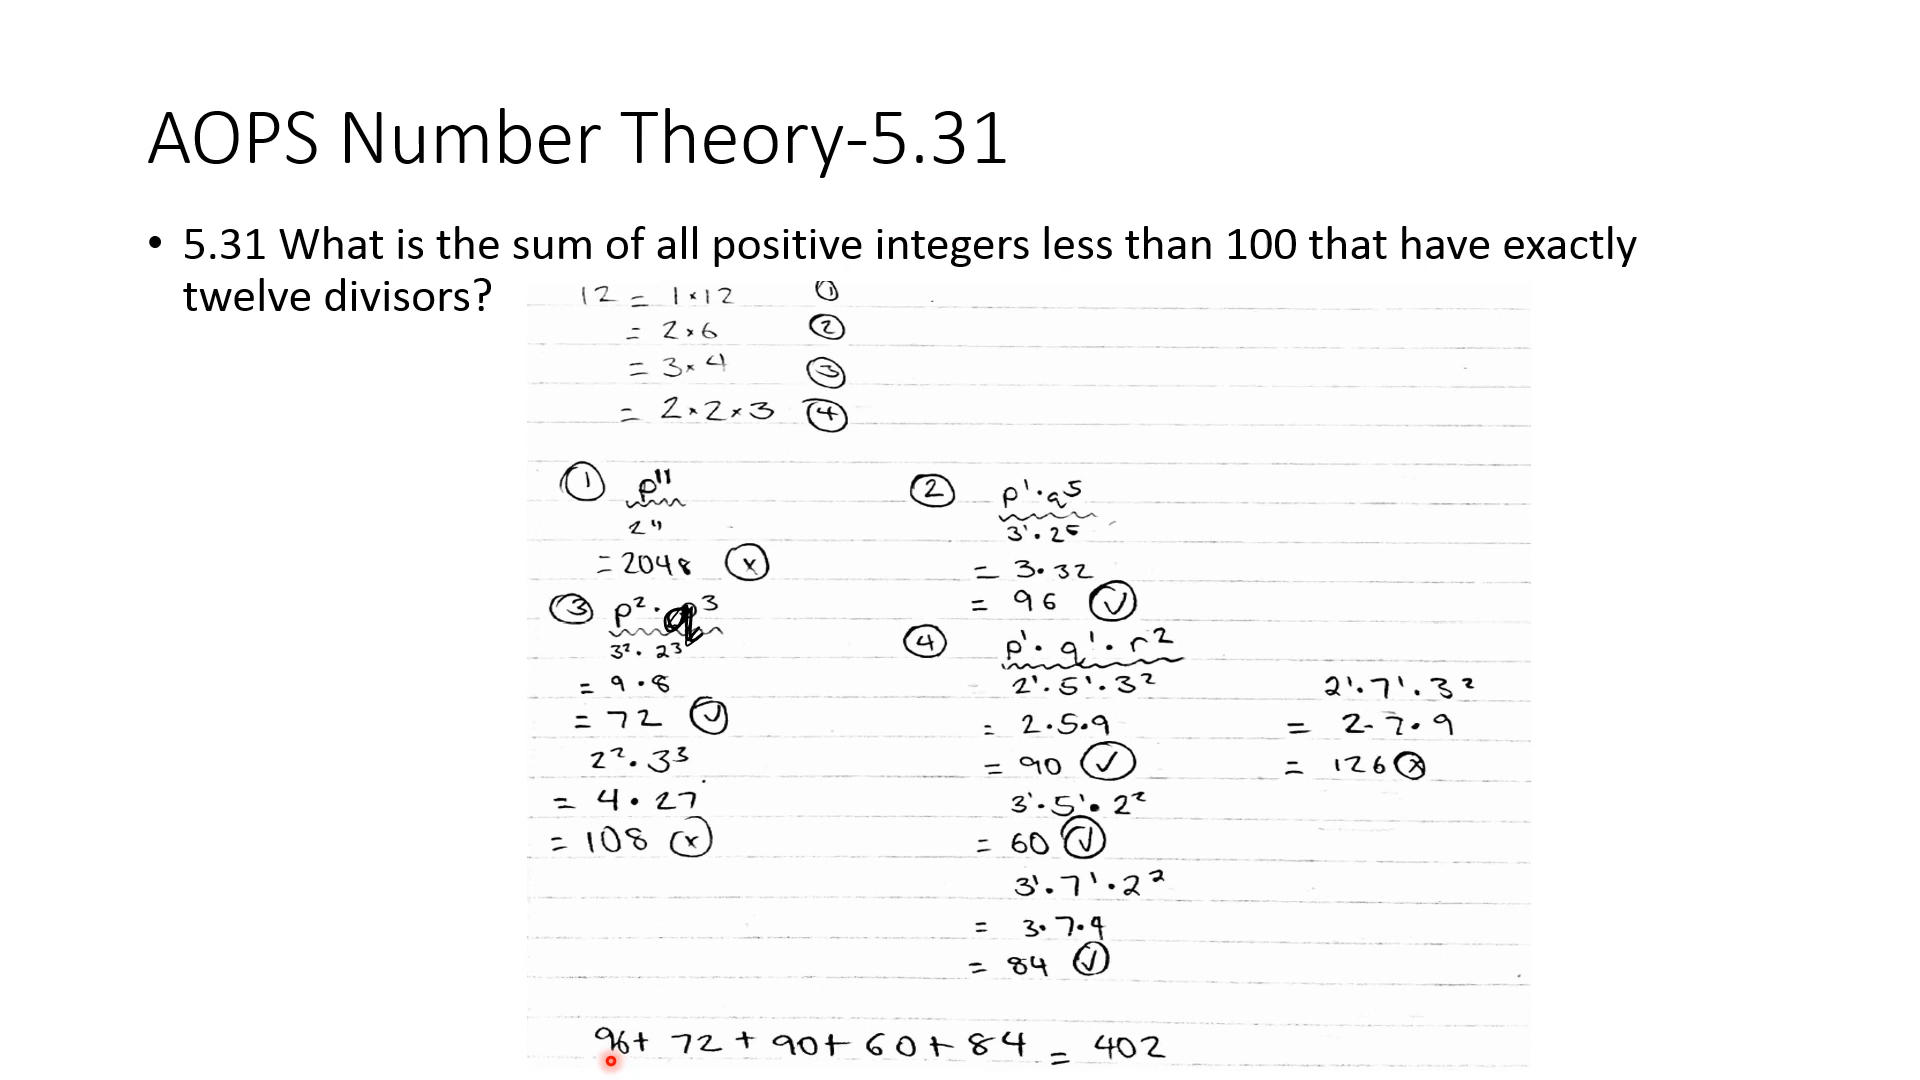 AOPS Number Theory-5.31
• 5.31 What is the sum of all positive integers less than 100 that have exactly
twelve divisors?
12 = 1×12 ①
= 2×6 ②
= 3×4 ③
= 2×2×3 ④
① p¹¹
2¹¹
= 2048 ⓧ
② p¹·q⁵
3¹·2⁵
= 3·32
= 96 ✓
③ p²·q³
3²·2³
= 9·8
= 72 ✓
2²·3³
= 4·27
= 108 ⓧ
④ p¹·q¹·r²
2¹·5¹·3²
= 2·5·9
= 90 ✓
3¹·5¹·2²
= 60 ✓
3¹·7¹·2²
= 3·7·4
= 84 ✓
2¹·7¹·3²
= 2·7·9
= 126 ⓧ
96+ 72 + 90+ 60+ 84 = 402